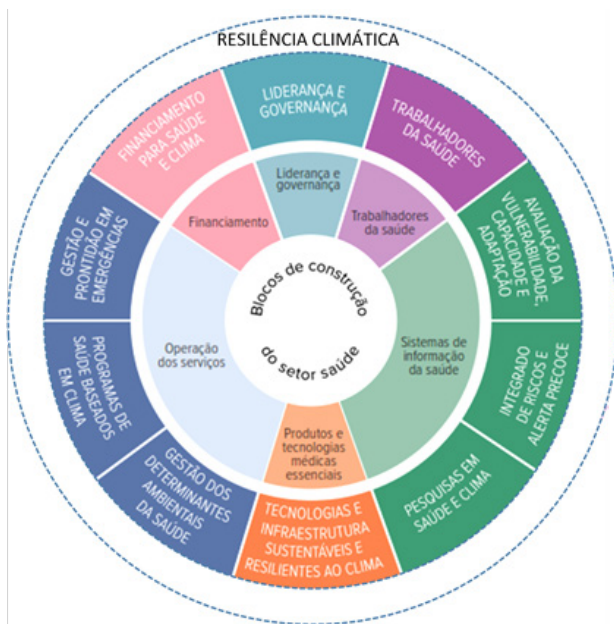 RESILÊNCIA CLIMÁTICA
LIDERANÇA E
GOVERNANÇA
TRABALHADORES
DA SAÚDE
AVALIAÇÃO DA
VULNERABILIDADE,
CAPACIDADE E
ADAPTAÇÃO
INTEGRADO
DE RISCOS E
ALERTA PRECOCE
PESQUISAS EM
SAÚDE E CLIMA
TECNOLOGIAS E
INFRAESTRUTURA
SUSTENTÁVEIS E
RESILIENTES AO CLIMA
GESTÃO DOS
DETERMINANTES
AMBIENTAIS
DA SAÚDE
PROGRAMAS DE
SAÚDE BASEADOS
EM CLIMA
GESTÃO E
PRONTIDÃO EM
EMERGÊNCIAS
FINANCIAMENTO
PARA SAÚDE
E CLIMA
Liderança e
governança
Trabalhadores
da saúde
Sistemas de
informação
da saúde
Produtos e
tecnologias
médicas
essenciais
Operação
dos serviços
Financiamento
Blocos de construção
do setor saúde